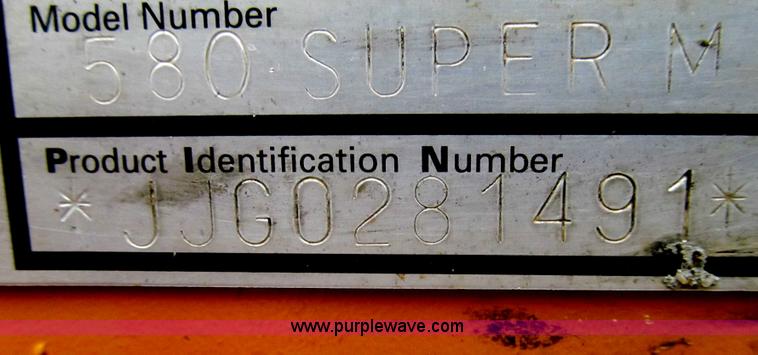 Model Number
580 SUPER M
Product Identification Number
*JJG0281491*
www.purplewave.com